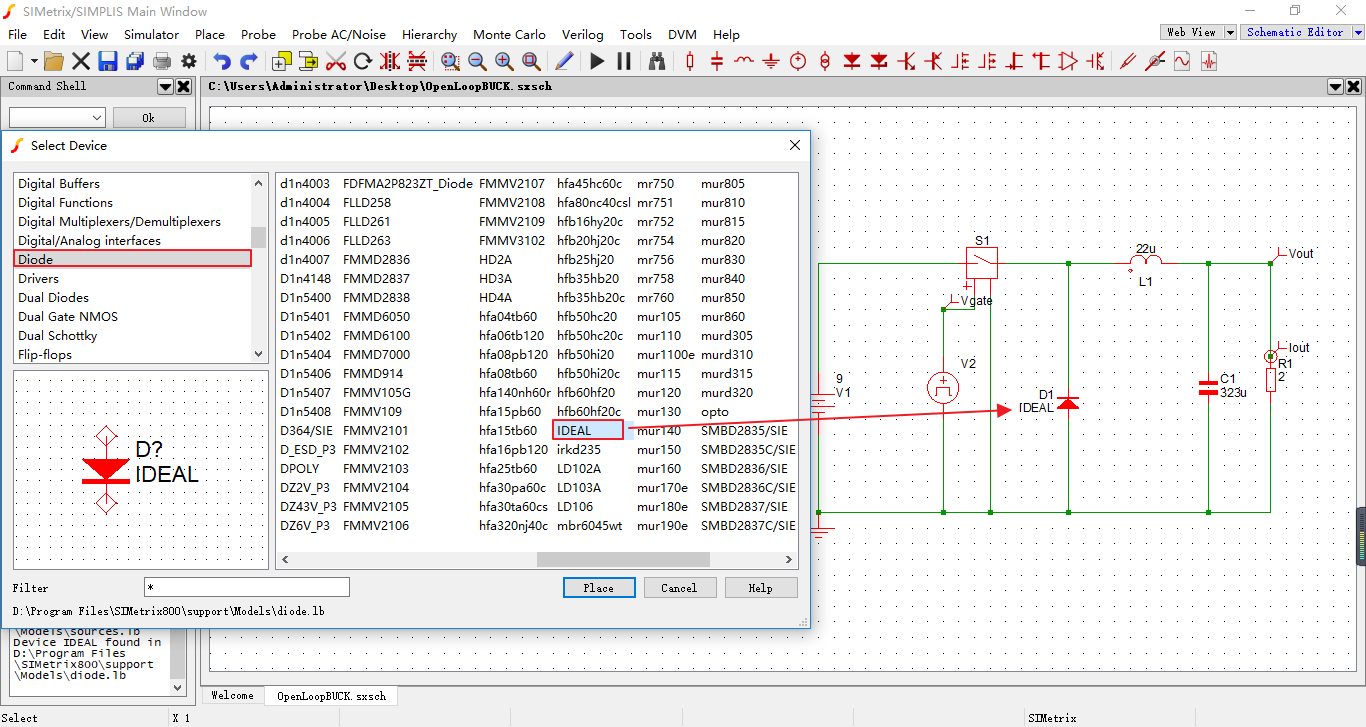 SIMetrix/SIMPLIS Main Window
File Edit View Simulator Place Probe Probe AC/Noise Hierarchy Monte Carlo Verilog Tools DVM Help
Web View Schematic Editor
Command Shell
C:\Users\Administrator\Desktop\OpenLoopBUCK.sxsch
Ok
Select Device
Digital Buffers
Digital Functions
Digital Multiplexers/Demultiplexers
Digital/Analog interfaces
Diode
Drivers
Dual Diodes
Dual Gate NMOS
Dual Schottky
Flip-flops
d1n4003 FDFMA2P823ZT_Diode FMMV2107 hfa45hc60c mr750 mur805
d1n4004 FLLD258 FMMV2108 hfa80nc40csl mr751 mur810
d1n4005 FLLD261 FMMV2109 hfb16hy20c mr752 mur815
d1n4006 FLLD263 FMMV3102 hfb20hj20c mr754 mur820
d1n4007 FMMD2836 HD2A hfb25hj20 mr756 mur830
D1n4148 FMMD2837 HD3A hfb35hb20 mr758 mur840
D1n5400 FMMD2838 HD4A hfb35hb20c mr760 mur850
D1n5401 FMMD6050 hfa04tb60 hfb50hc20 mur105 mur860
D1n5402 FMMD6100 hfa06tb120 hfb50hc20c mur110 murd305
D1n5404 FMMD7000 hfa08pb120 hfb50hi20 mur1100e murd310
D1n5406 FMMD914 hfa08tb60 hfb50hi20c mur115 murd315
D1n5407 FMMV105G hfa140nh60r hfb60hf20 mur120 murd320
D1n5408 FMMV109 hfa15pb60 hfb60hf20c mur130 opto
D364/SIE FMMV2101 hfa15tb60 IDEAL mur140 SMBD2835/SIE
D_ESD_P3 FMMV2102 hfa16pb120 irkd235 mur150 SMBD2835C/SIE
DPOLY FMMV2103 hfa25tb60 LD102A mur160 SMBD2836/SIE
DZ2V_P3 FMMV2104 hfa30pa60c LD103A mur170e SMBD2836C/SIE
DZ43V_P3 FMMV2105 hfa30ta60cs LD106 mur180e SMBD2837/SIE
DZ6V_P3 FMMV2106 hfa320nj40c mbr6045wt mur190e SMBD2837C/SIE
D?
IDEAL
Filter * Place Cancel Help
D:\Program Files\SIMetrix800\support\Models\diode.lb
\Models\sources.lb
Device IDEAL found in
D:\Program Files
\SIMetrix800\support
\Models\diode.lb
S1
22u
L1
Vout
Vgate
V2
9
V1
D1
IDEAL
C1
323u
Iout
R1
2
Welcome OpenLoopBUCK.sxsch
Select X 1 SIMetrix